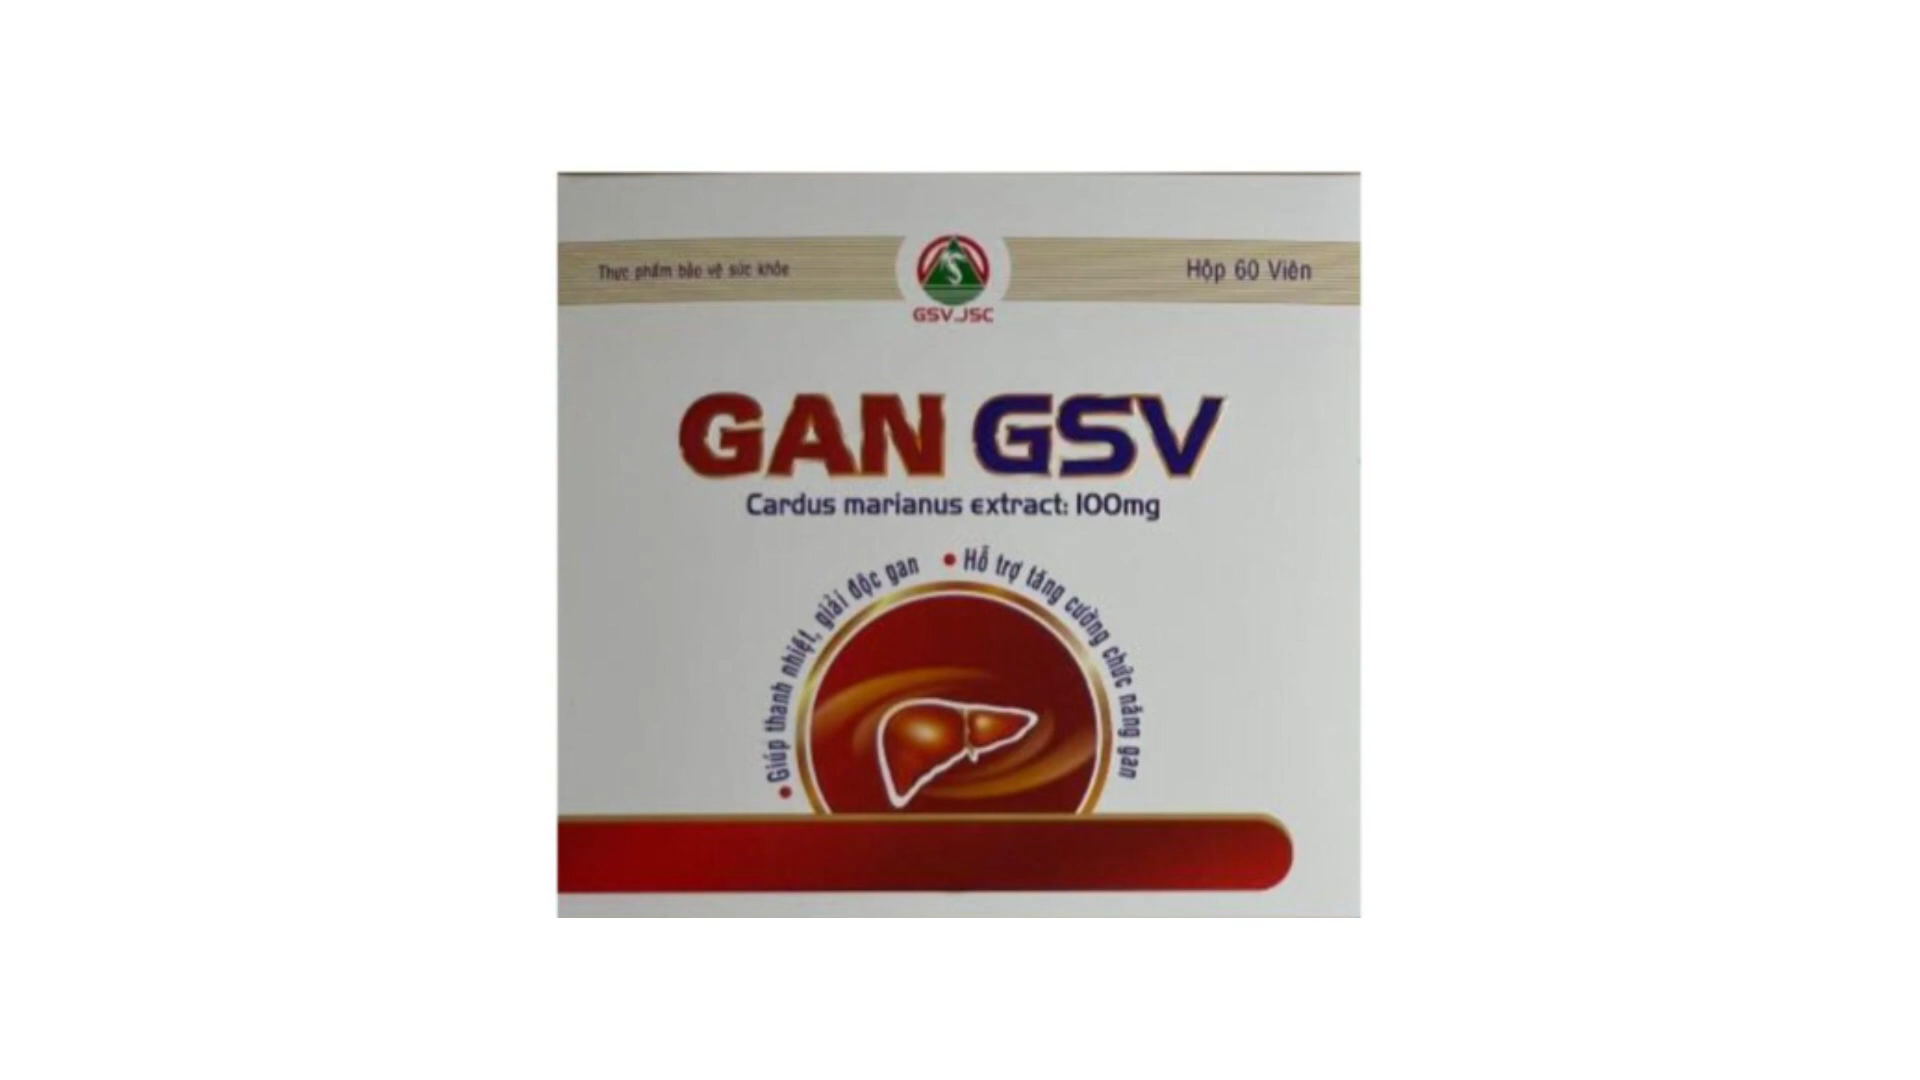 Thực phẩm bảo vệ sức khỏe
Hộp 60 Viên
GSV.JSC
GAN GSV
Cardus marianus extract: 100mg
• Giúp thanh nhiệt, giải độc gan
• Hỗ trợ tăng cường chức năng gan